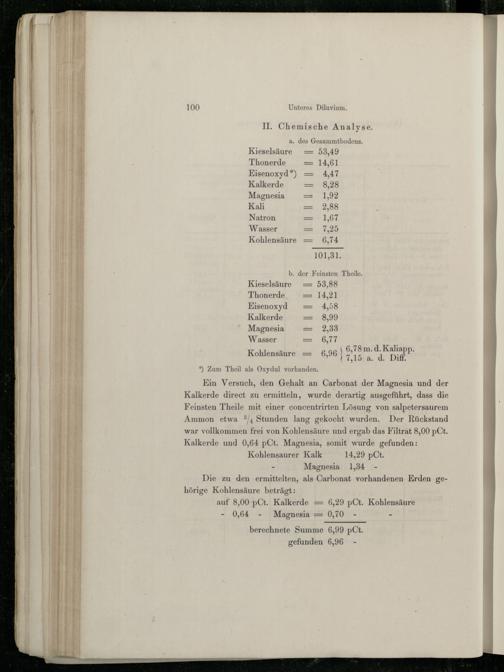 100 Unteres Diluvium.
II. Chemische Analyse.
a. des Gesammtbodens.
Kieselsäure = 53,49
Thonerde = 14,61
Eisenoxyd*) = 4,47
Kalkerde = 8,28
Magnesia = 1,92
Kali = 2,88
Natron = 1,67
Wasser = 7,25
Kohlensäure = 6,74
101,31.
b. der Feinsten Theile.
Kieselsäure = 53,88
Thonerde = 14,21
Eisenoxyd = 4,58
Kalkerde = 8,99
Magnesia = 2,33
Wasser = 6,77
Kohlensäure = 6,96 { 6,78 m. d. Kaliapp.
7,15 a. d. Diff.
*) Zum Theil als Oxydul vorhanden.
Ein Versuch, den Gehalt an Carbonat der Magnesia und der
Kalkerde direct zu ermitteln, wurde derartig ausgeführt, dass die
Feinsten Theile mit einer concentrirten Lösung von salpetersaurem
Ammon etwa 3/4 Stunden lang gekocht wurden. Der Rückstand
war vollkommen frei von Kohlensäure und ergab das Filtrat 8,00 pCt.
Kalkerde und 0,64 pCt. Magnesia, somit wurde gefunden:
Kohlensaurer Kalk 14,29 pCt.
- Magnesia 1,34 -
Die zu den ermittelten, als Carbonat vorhandenen Erden ge-
hörige Kohlensäure beträgt:
auf 8,00 pCt. Kalkerde = 6,29 pCt. Kohlensäure
- 0,64 - Magnesia = 0,70 - -
berechnete Summe 6,99 pCt.
gefunden 6,96 -